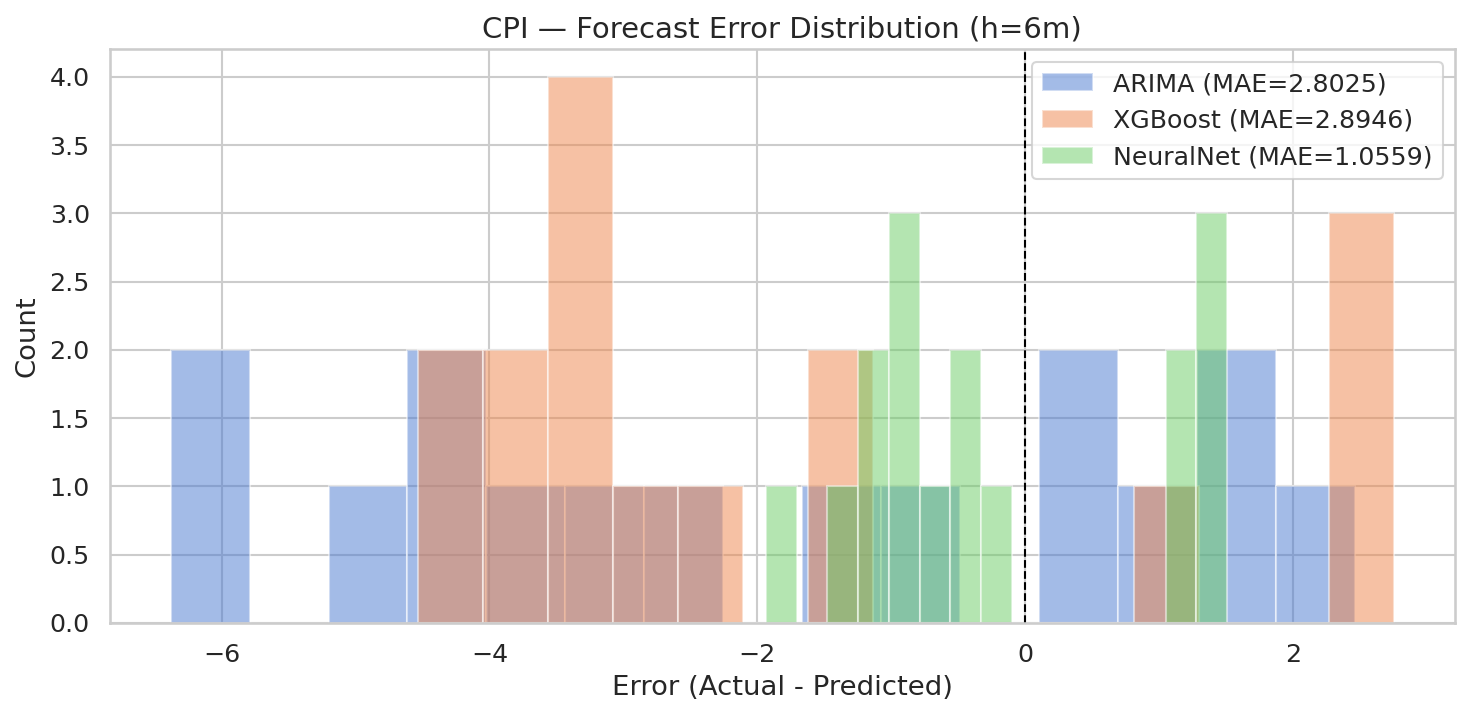 CPI — Forecast Error Distribution (h=6m)
ARIMA (MAE=2.8025)
XGBoost (MAE=2.8946)
NeuralNet (MAE=1.0559)
Count
4.0
3.5
3.0
2.5
2.0
1.5
1.0
0.5
0.0
−6
−4
−2
0
2
Error (Actual - Predicted)